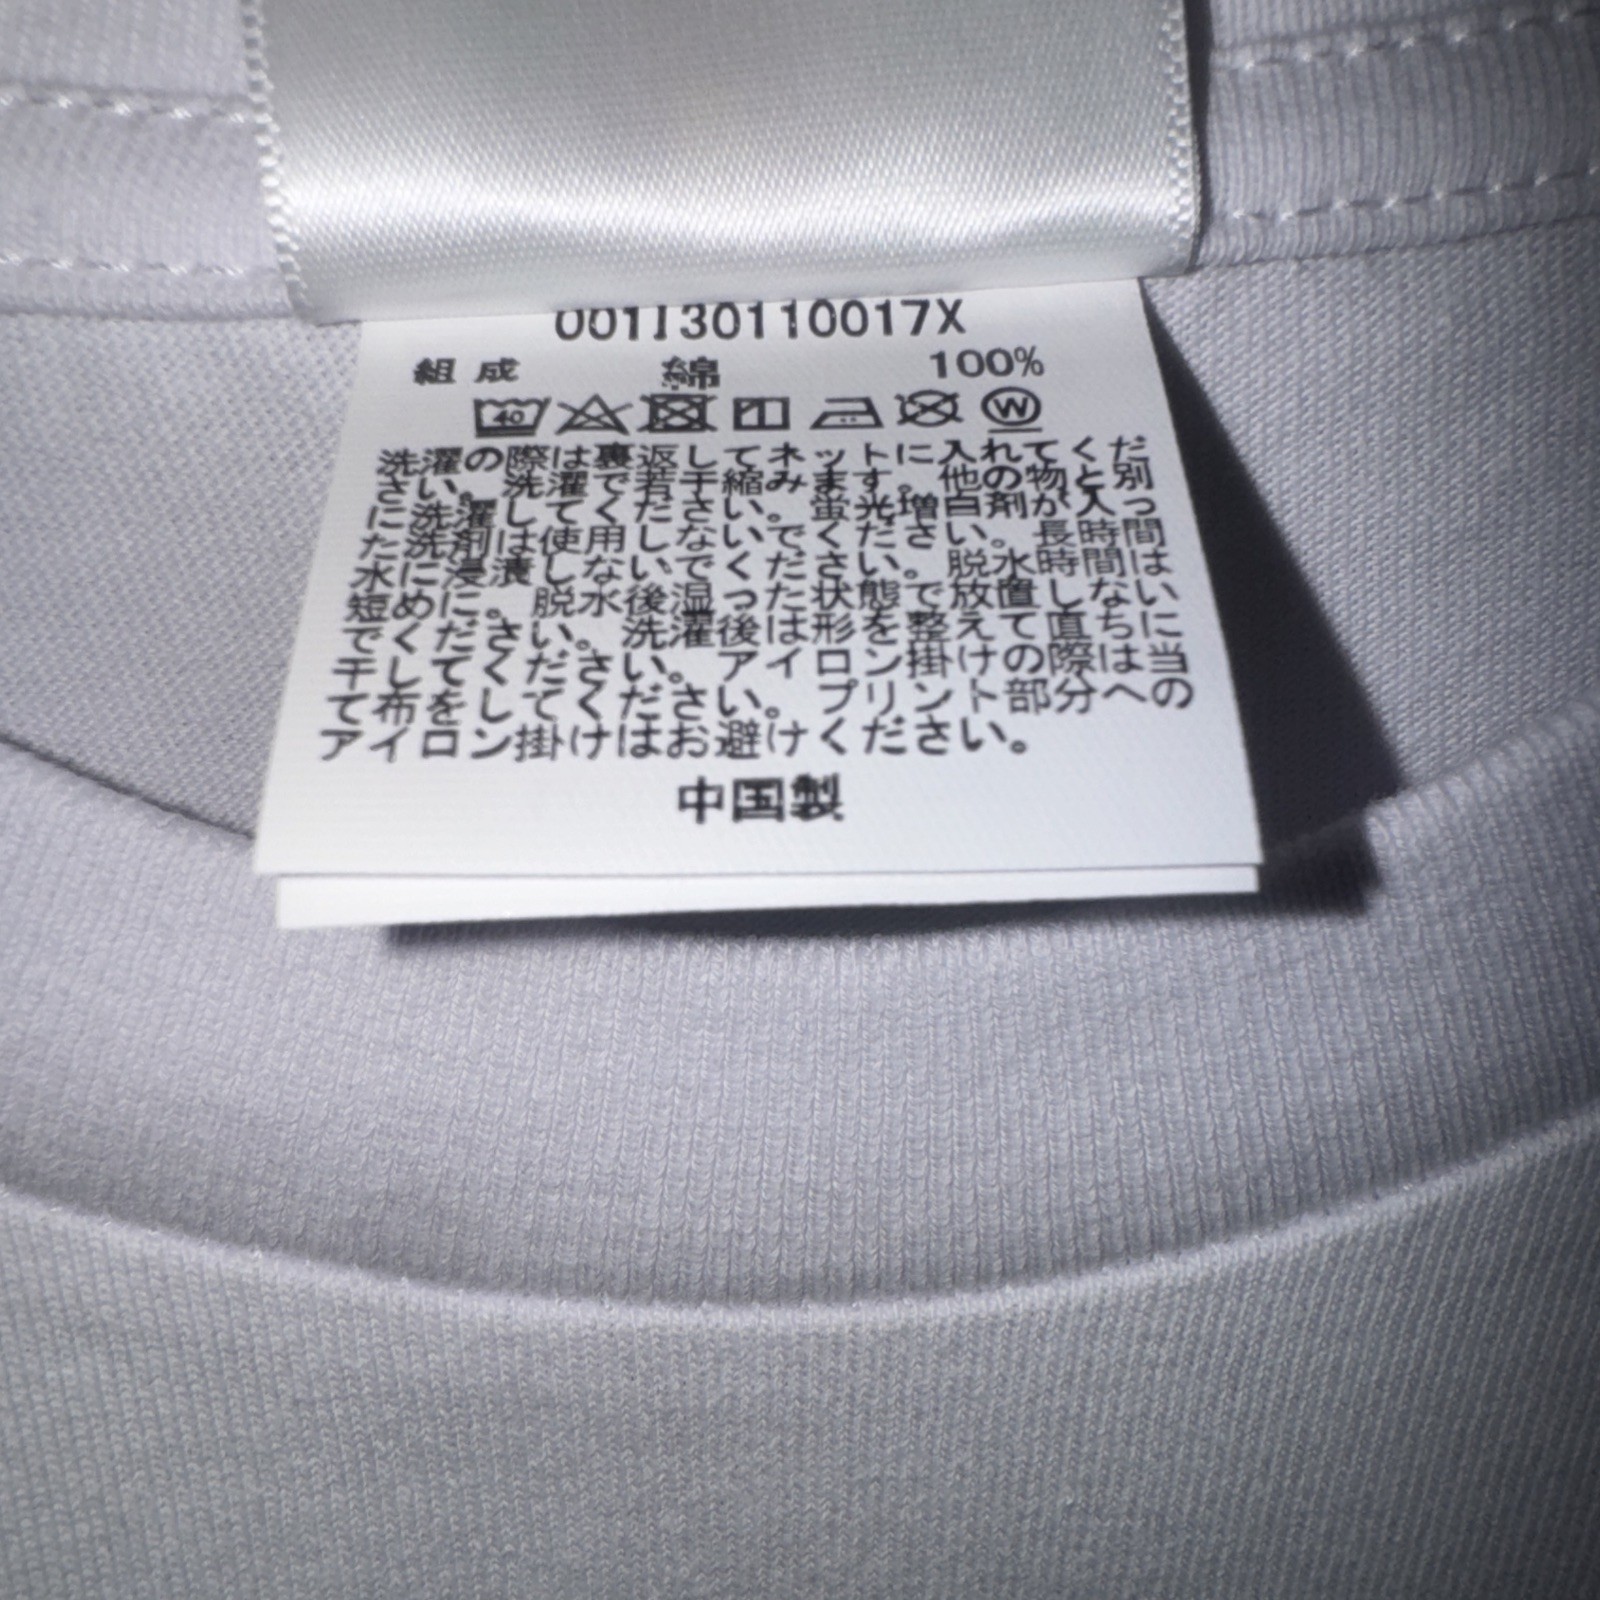 001I30110017X
組成 綿 100%
40 W
洗濯の際は裏返してネットに入れてくだ
さい。洗濯で若干縮みます。他の物と別
に洗濯してください。蛍光増白剤が入っ
た洗剤は使用しないでください。長時間
水に浸漬しないでください。脱水時間は
短めに。脱水後湿った状態で放置しない
でください。洗濯後は形を整えて直ちに
干してください。アイロン掛けの際は当
て布をしてください。プリント部分への
アイロン掛けはお避けください。
中国製